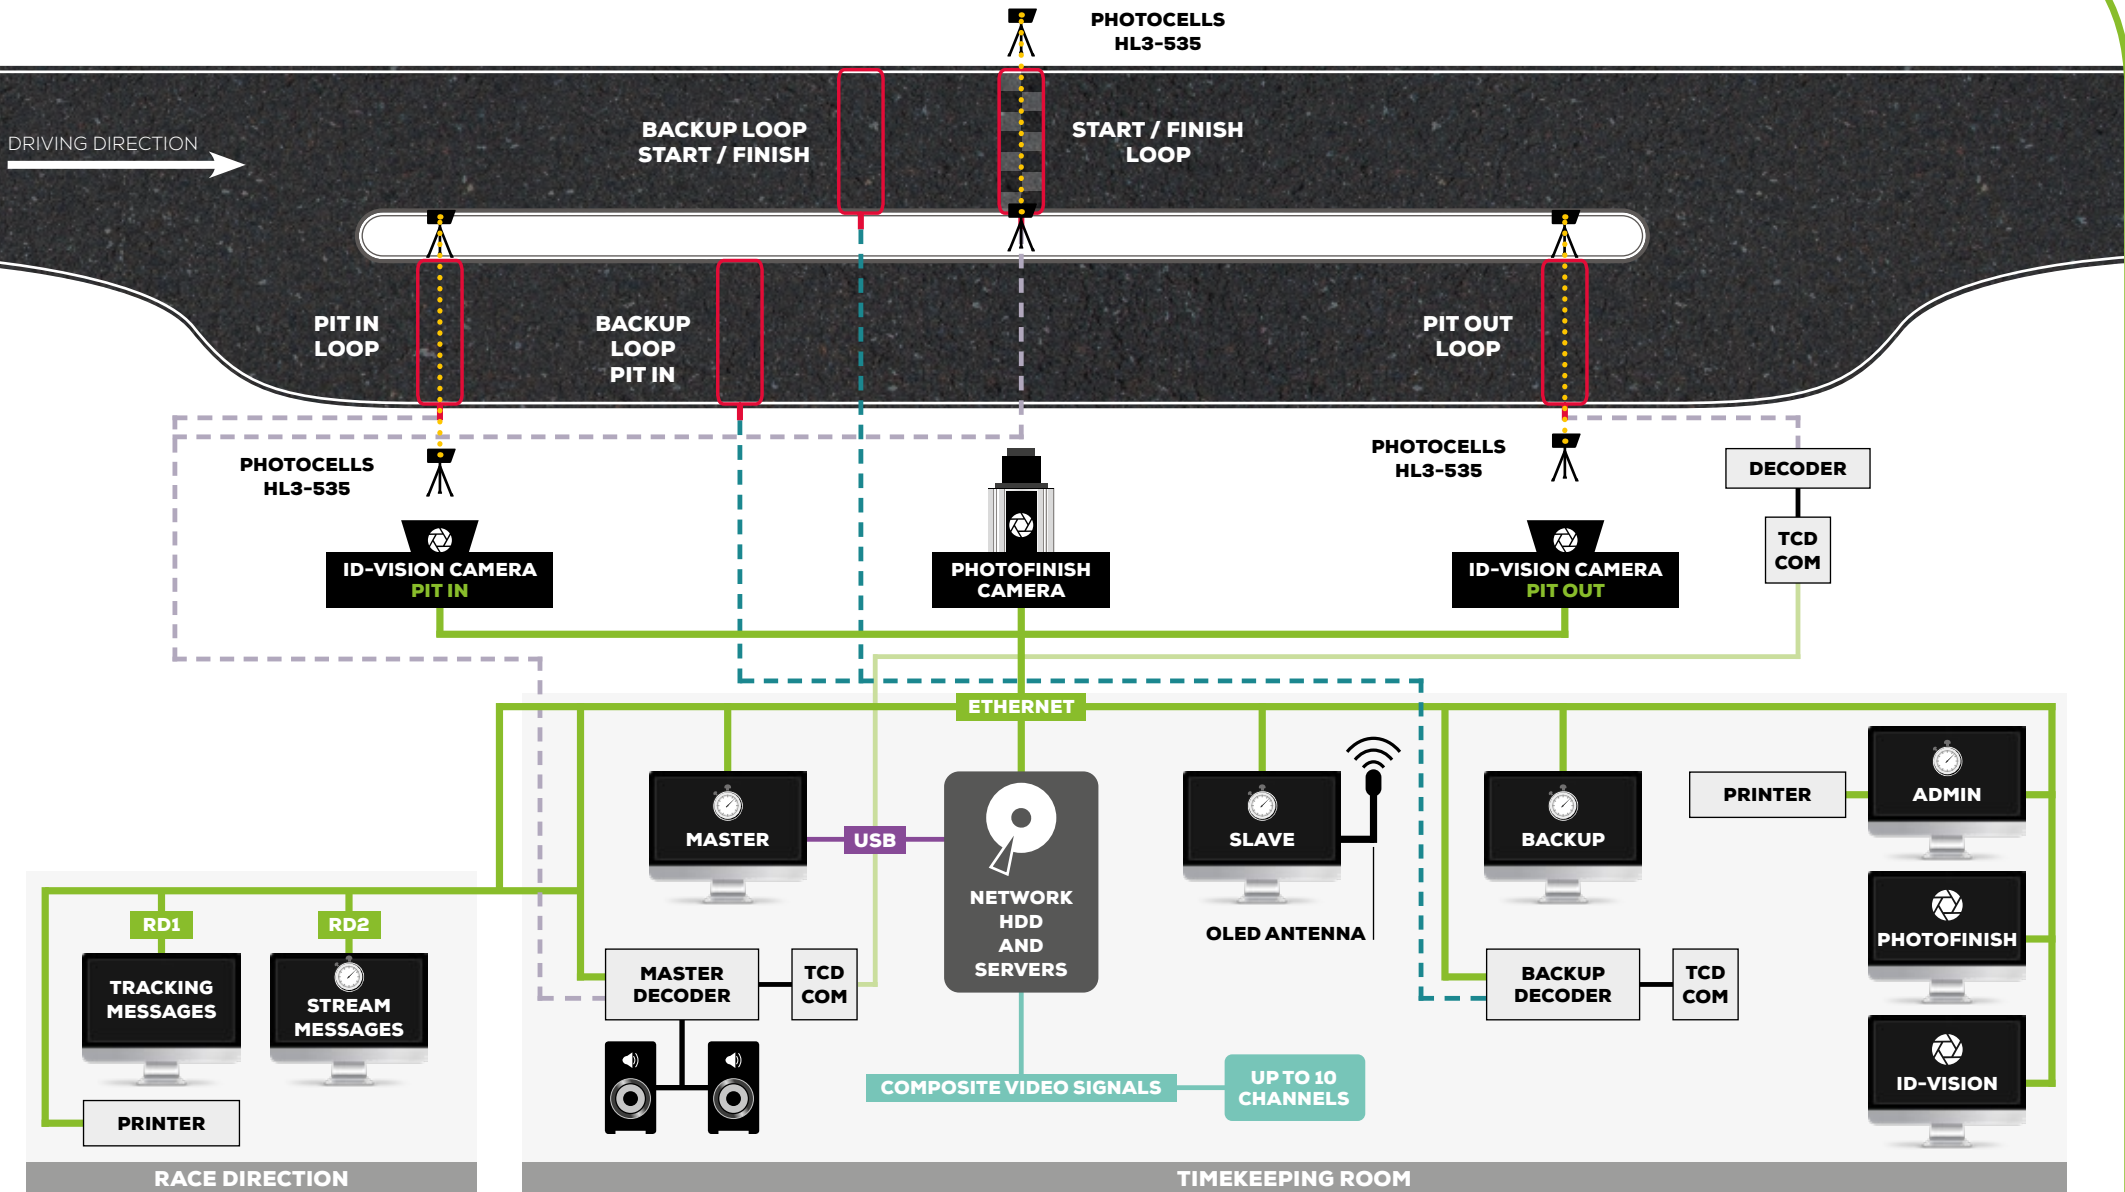 PHOTOCELLS
HL3-535
DRIVING DIRECTION
BACKUP LOOP
START / FINISH
START / FINISH
LOOP
PIT IN
LOOP
BACKUP
LOOP
PIT IN
PIT OUT
LOOP
PHOTOCELLS
HL3-535
PHOTOCELLS
HL3-535
DECODER
TCD
COM
ID-VISION CAMERA
PIT IN
PHOTOFINISH
CAMERA
ID-VISION CAMERA
PIT OUT
ETHERNET
MASTER
USB
NETWORK
HDD
AND
SERVERS
SLAVE
OLED ANTENNA
BACKUP
PRINTER
ADMIN
PHOTOFINISH
ID-VISION
RD1
RD2
TRACKING
MESSAGES
STREAM
MESSAGES
PRINTER
MASTER
DECODER
TCD
COM
BACKUP
DECODER
TCD
COM
COMPOSITE VIDEO SIGNALS
UP TO 10
CHANNELS
RACE DIRECTION
TIMEKEEPING ROOM